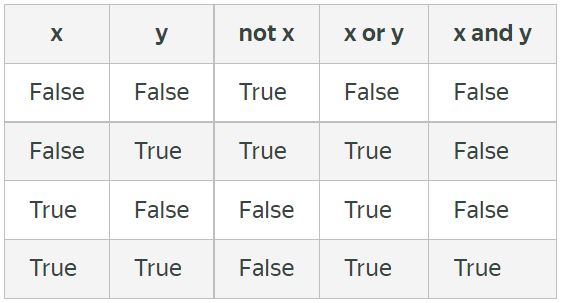 x y not x x or y x and y
False False True False False
False True True True False
True False False True False
True True False True True